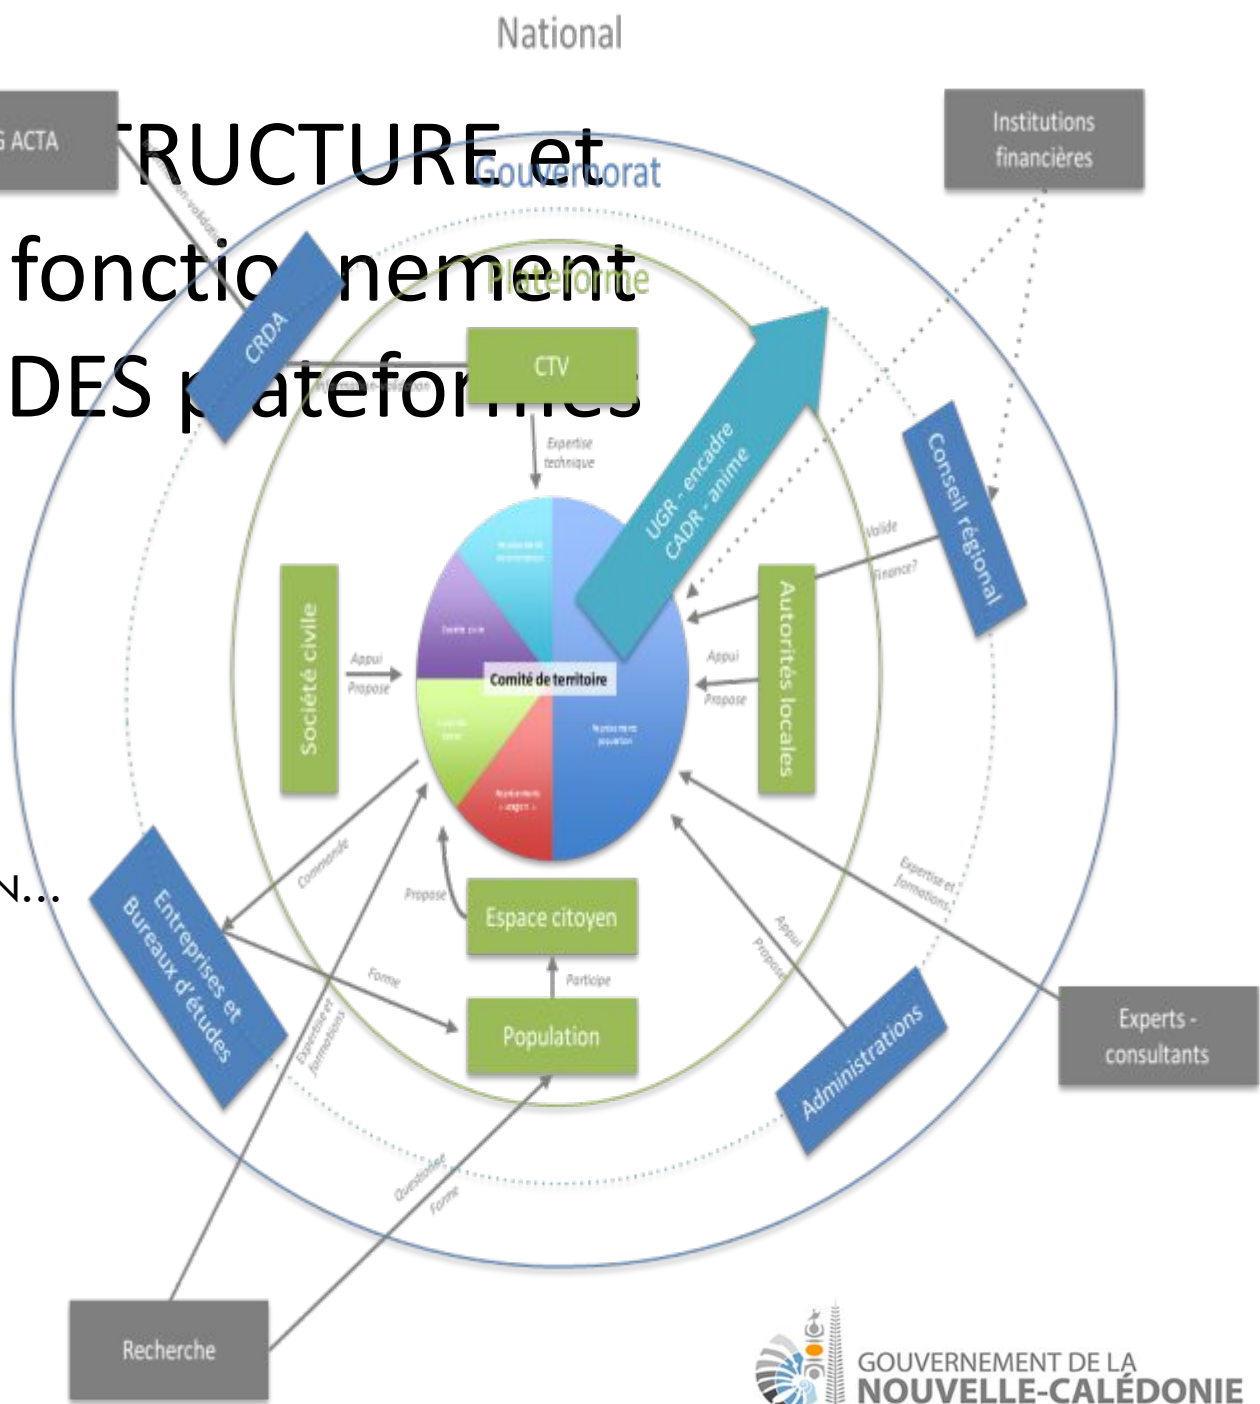 National
G ACTA
TRUCTURE et
fonctionnement
DES plateformes
Institutions
financières
Gouvernorat
Plateforme
CRDA
CTV
Expertise
technique
UGR - encadre
CADR - anime
Conseil régional
Valide
Finance?
Société civile
Appui
Propose
Comité de territoire
Appui
Propose
Autorités locales
Commande
N...
Propose
Espace citoyen
Participe
Population
Forme
Entreprises et
Bureaux d'études
Expertise et
formations
Expertise et
formations
Appui
Propose
Administrations
Experts -
consultants
Questionne
Forme
Recherche
GOUVERNEMENT DE LA
NOUVELLE-CALÉDONIE